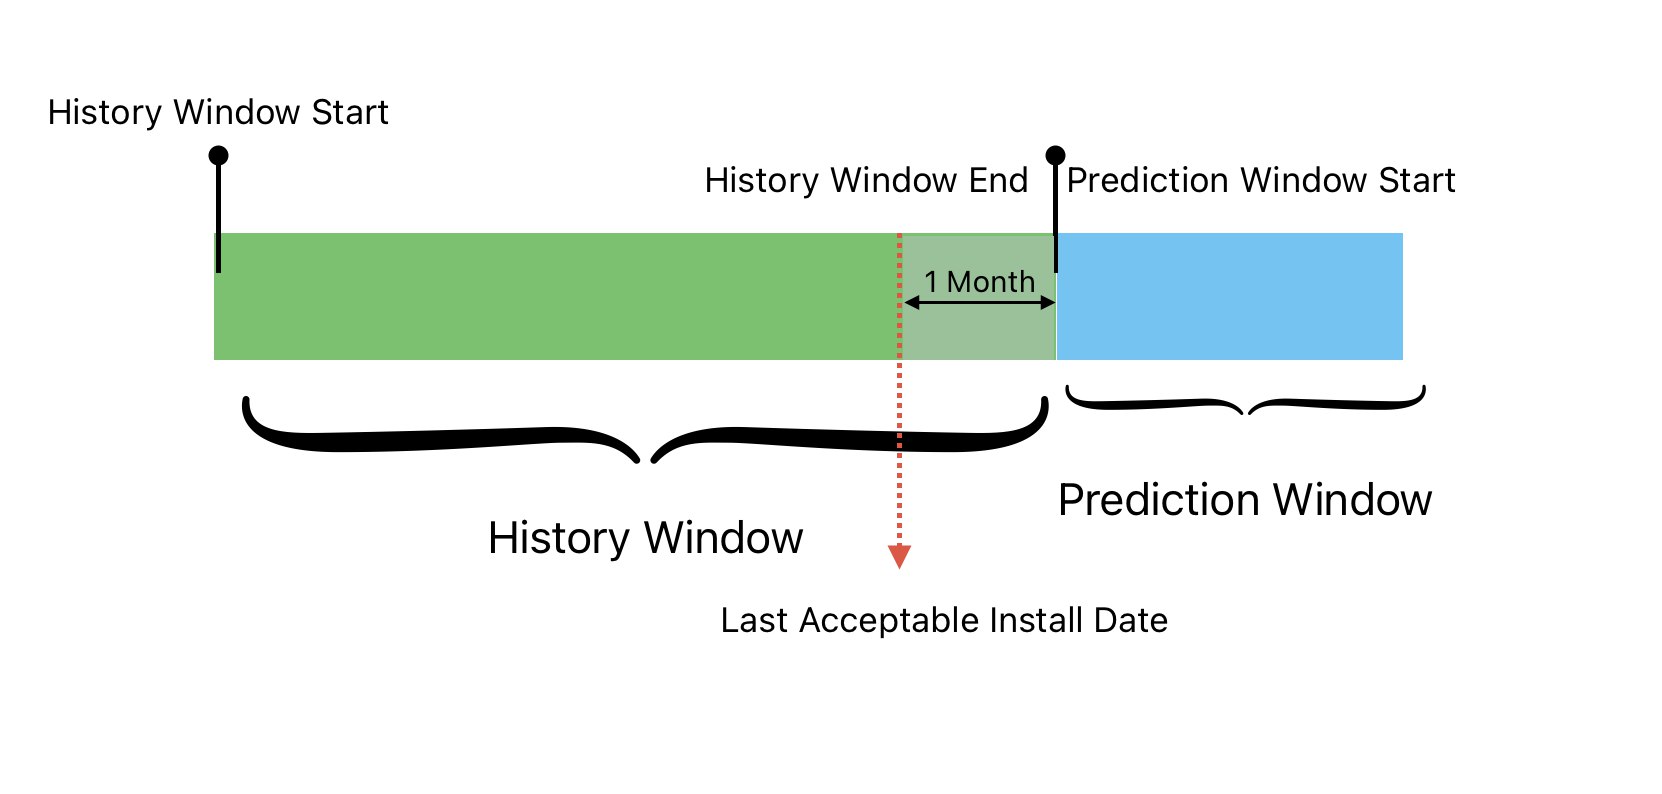 History Window Start
History Window End
Prediction Window Start
1 Month
Prediction Window
History Window
Last Acceptable Install Date